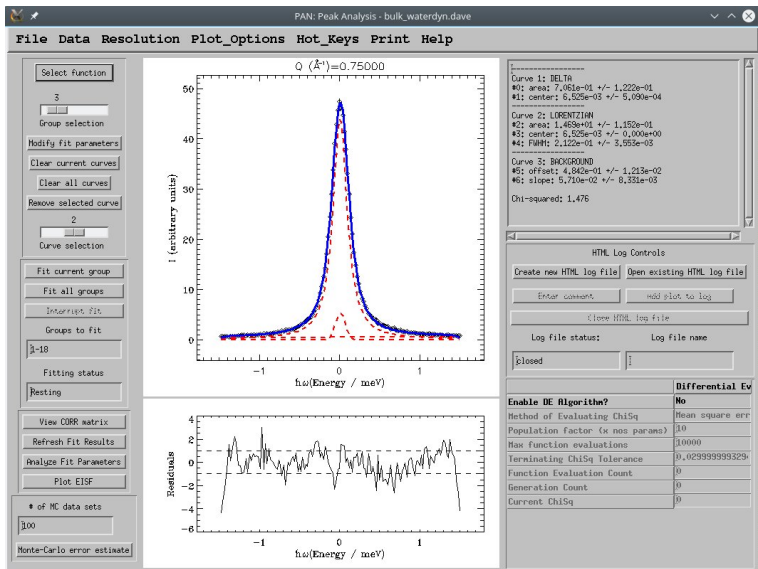 PAN: Peak Analysis - bulk_waterdyn.dave
File Data Resolution Plot_Options Hot_Keys Print Help
Select function
3
Group selection
Modify fit parameters
Clear current curves
Clear all curves
Remove selected curve
2
Curve selection
Fit current group
Fit all groups
Interrupt fit
Groups to fit
1-18
Fitting status
Resting
View CORR matrix
Refresh Fit Results
Analyze Fit Parameters
Plot EISF
# of MC data sets
100
Monte-Carlo error estimate
Q (Å⁻¹)=0.75000
I (arbitrary units)
50
40
30
20
10
0
-1 0 1
ħω(Energy / meV)
Residuals
4
2
0
-2
-4
-6
-1 0 1
ħω(Energy / meV)
-----------------
Curve 1: DELTA
#0: area: 7.061e-01 +/- 1.222e-01
#1: center: 6.525e-03 +/- 5.090e-04
-----------------
Curve 2: LORENTZIAN
#2: area: 1.469e+01 +/- 1.152e-01
#3: center: 6.525e-03 +/- 0.000e+00
#4: FWHM: 2.122e-01 +/- 3.553e-03
-----------------
Curve 3: BACKGROUND
#5: offset: 4.842e-01 +/- 1.213e-02
#6: slope: 5.710e-02 +/- 8.331e-03
Chi-squared: 1.476
HTML Log Controls
Create new HTML log file Open existing HTML log file
Enter comment Add plot to log
Close HTML log file
Log file status: Log file name
closed
Differential Ev
Enable DE Algorithm? No
Method of Evaluating ChiSq Mean square err
Population factor (x nos params) 10
Max function evaluations 10000
Terminating ChiSq Tolerance 0.0299999993294
Function Evaluation Count 0
Generation Count 0
Current ChiSq 0